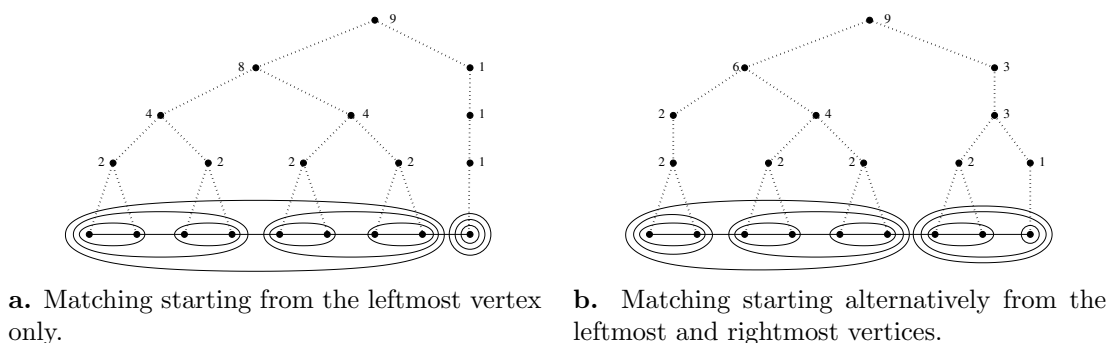 9 9
8 1 6 3
4 4 1 2 4 3
2 2 2 2 1 2 2 2 2 1
a. Matching starting from the leftmost vertex b. Matching starting alternatively from the
only. leftmost and rightmost vertices.